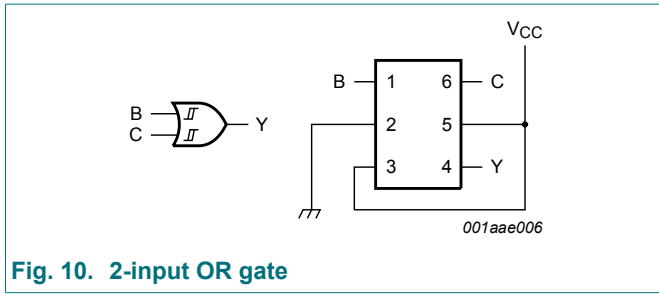 VCC
B 1 6 C
B Y
C
2 5
3 4 Y
001aae006
Fig. 10. 2-input OR gate